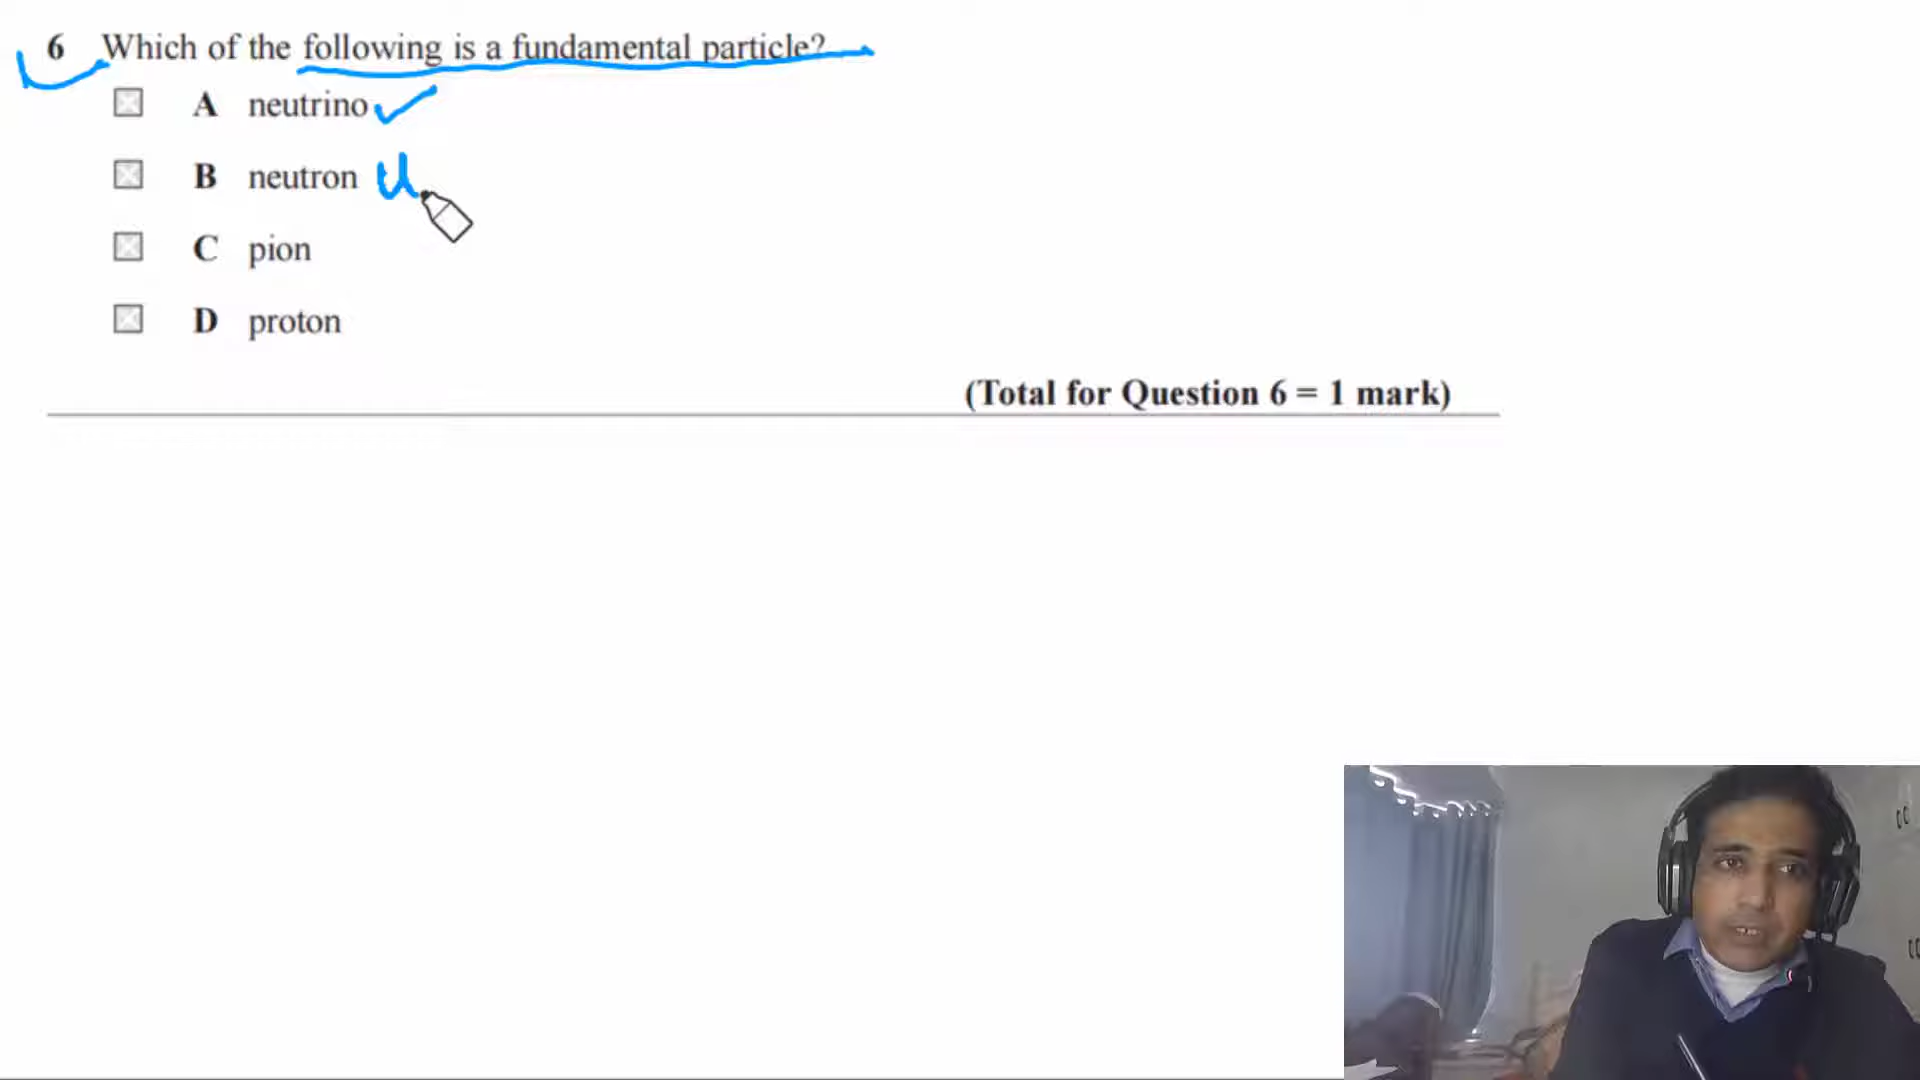 6 Which of the following is a fundamental particle?
A neutrino
B neutron u
C pion
D proton
(Total for Question 6 = 1 mark)